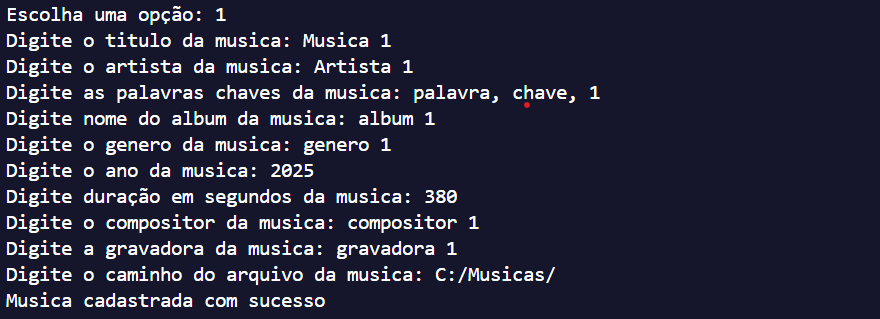 Escolha uma opção: 1
Digite o titulo da musica: Musica 1
Digite o artista da musica: Artista 1
Digite as palavras chaves da musica: palavra, chave, 1
Digite nome do album da musica: album 1
Digite o genero da musica: genero 1
Digite o ano da musica: 2025
Digite duração em segundos da musica: 380
Digite o compositor da musica: compositor 1
Digite a gravadora da musica: gravadora 1
Digite o caminho do arquivo da musica: C:/Musicas/
Musica cadastrada com sucesso